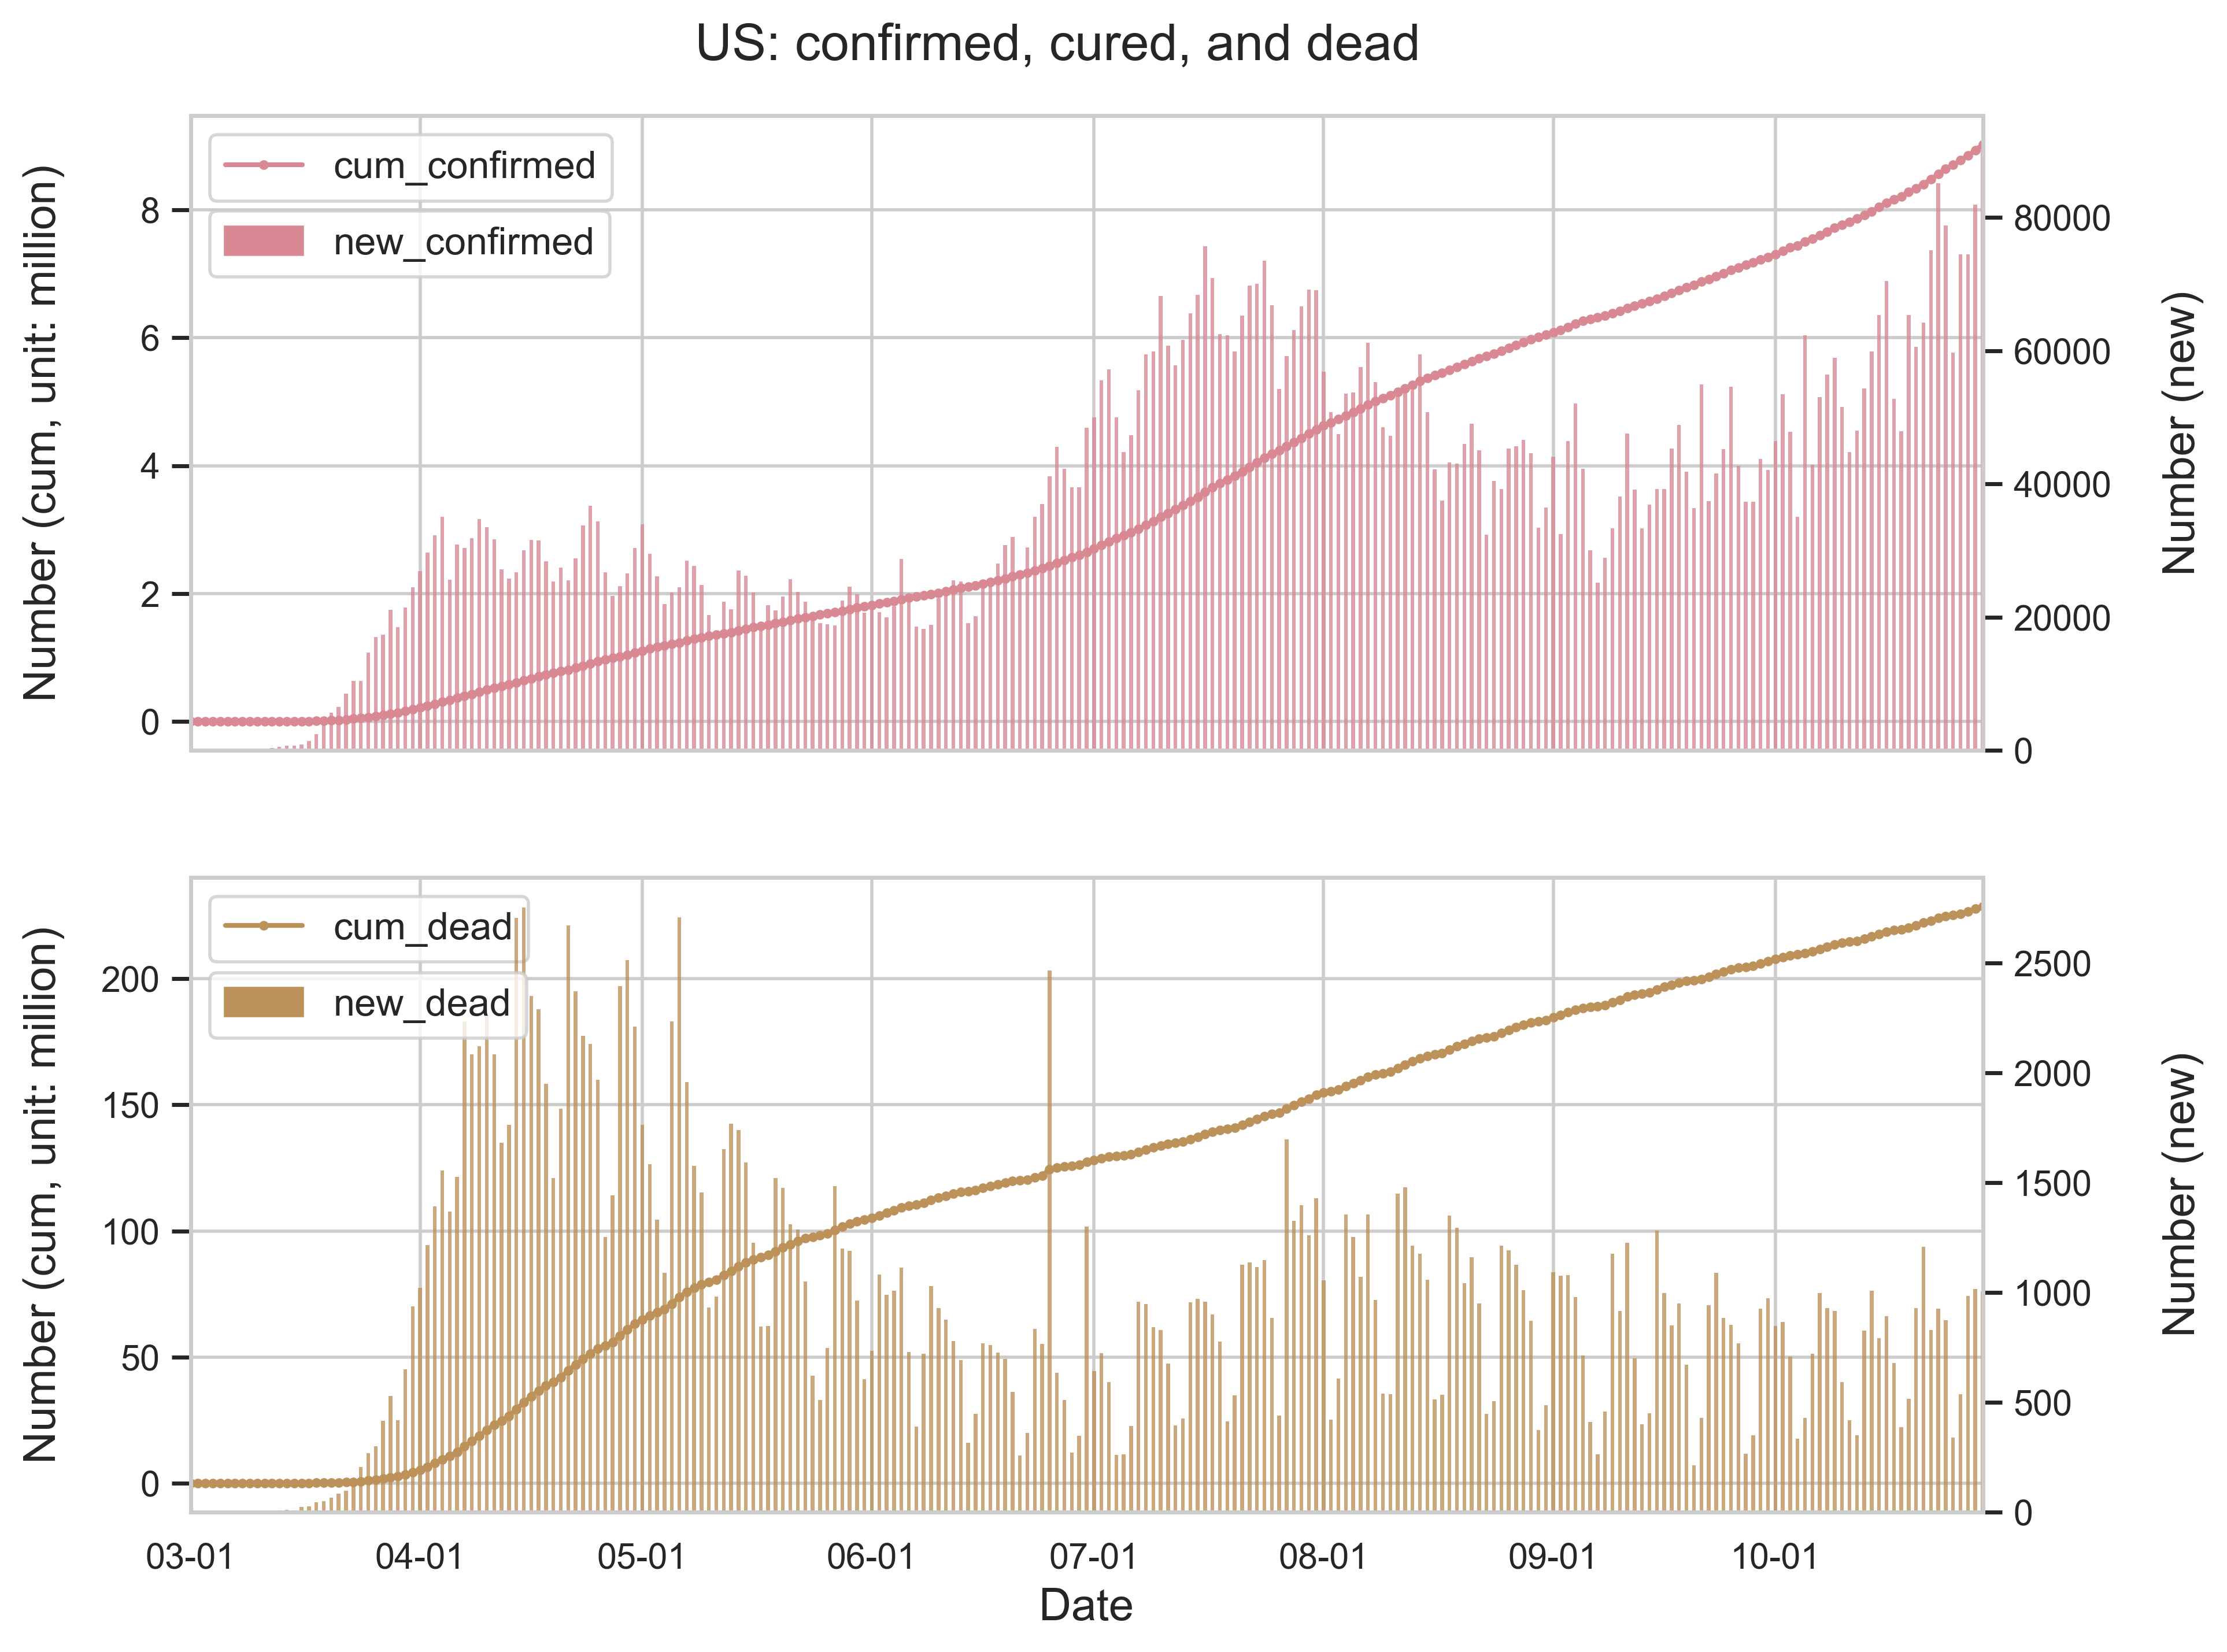 US: confirmed, cured, and dead
Number (cum, unit: million)
8
6
4
2
0
cum_confirmed
new_confirmed
80000
60000
40000
20000
0
Number (new)
Number (cum, unit: million)
200
150
100
50
0
cum_dead
new_dead
2500
2000
1500
1000
500
0
Number (new)
03-01 04-01 05-01 06-01 07-01 08-01 09-01 10-01
Date